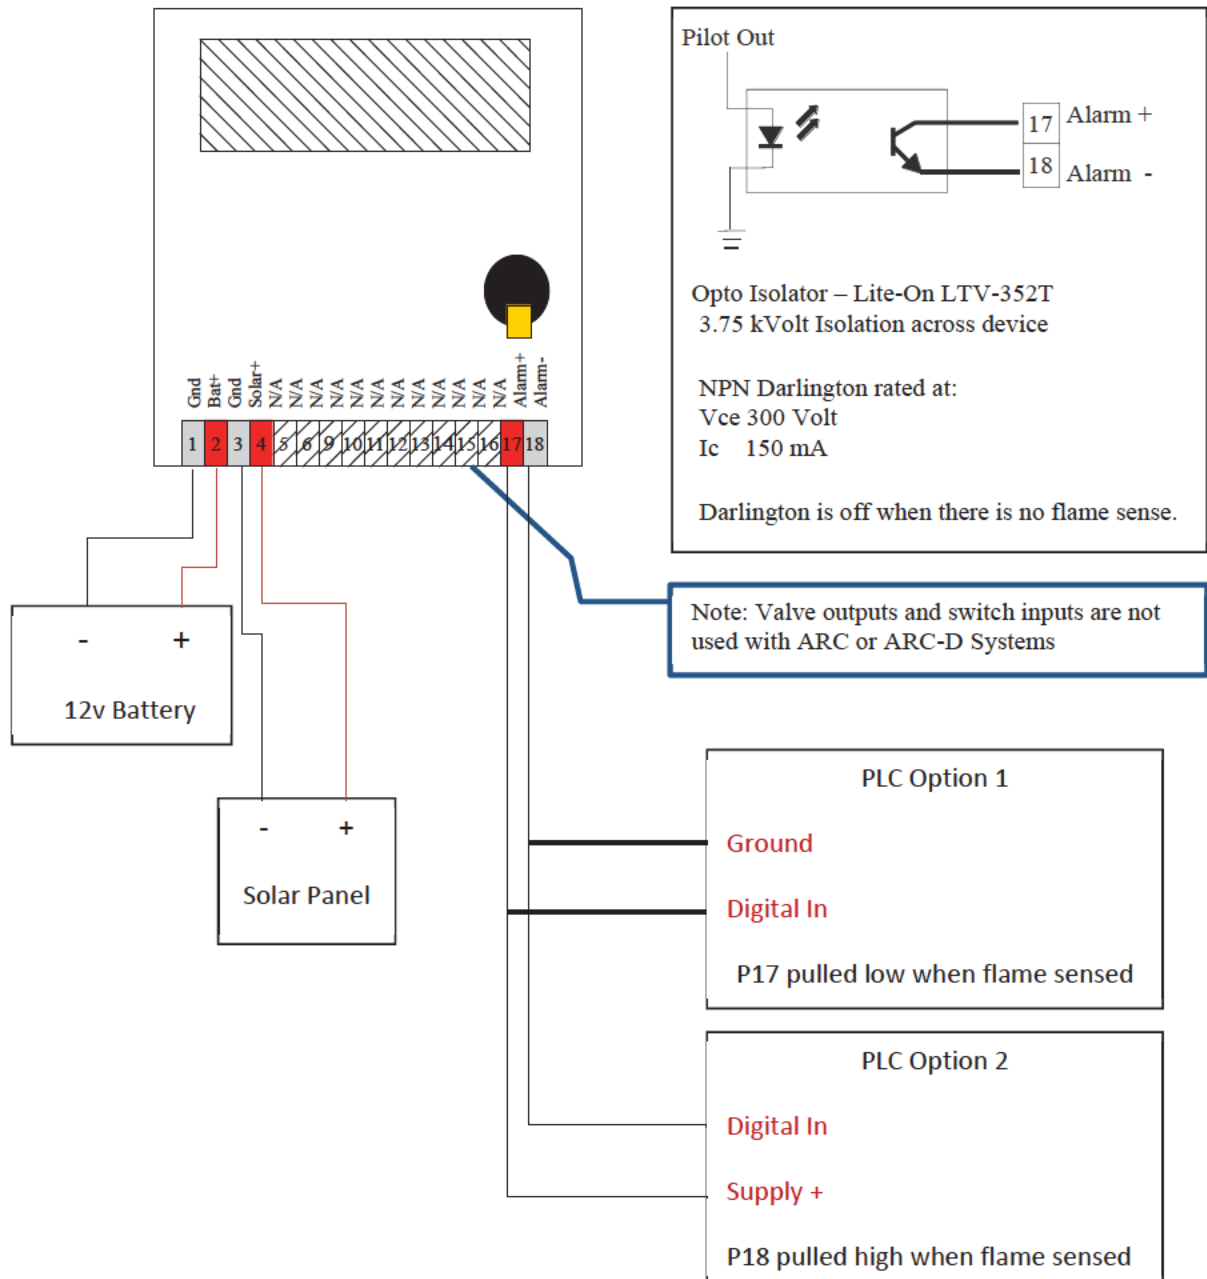 Pilot Out
17 Alarm +
18 Alarm -
Opto Isolator – Lite-On LTV-352T
3.75 kVolt Isolation across device
NPN Darlington rated at:
Vce 300 Volt
Ic 150 mA
Darlington is off when there is no flame sense.
Gnd
Bat+
Gnd
Solar+
N/A
N/A
N/A
N/A
N/A
N/A
N/A
N/A
N/A
N/A
N/A
Alarm+
Alarm-
1 2 3 4 5 6 9 10 11 12 13 14 15 16 17 18
Note: Valve outputs and switch inputs are not
used with ARC or ARC-D Systems
- +
12v Battery
- +
Solar Panel
PLC Option 1
Ground
Digital In
P17 pulled low when flame sensed
PLC Option 2
Digital In
Supply +
P18 pulled high when flame sensed